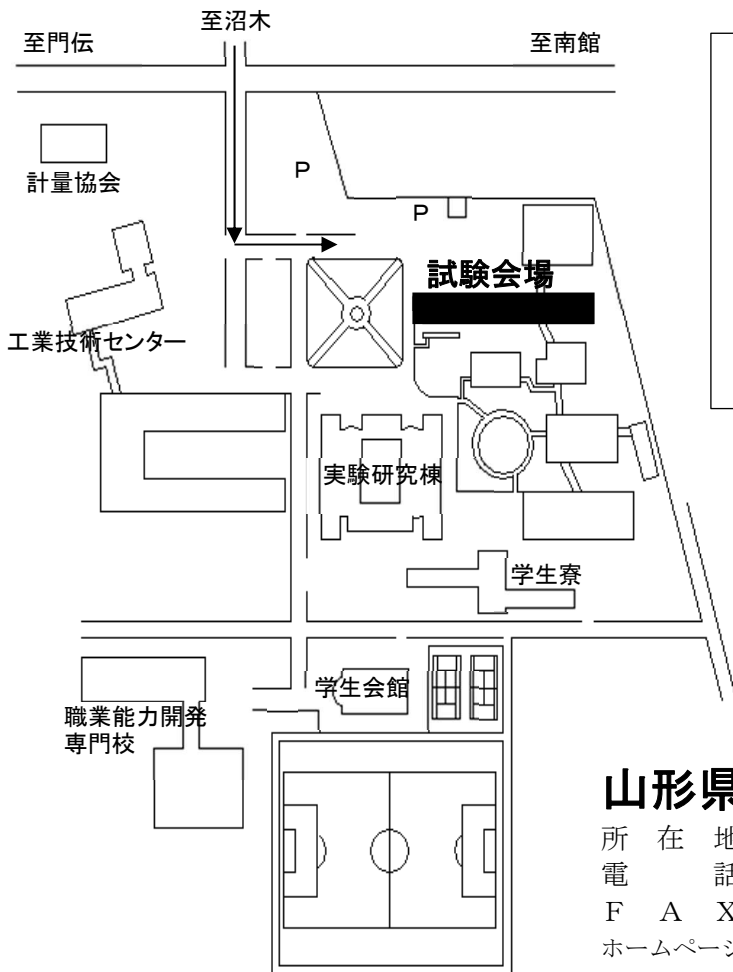 至沼木
至門伝
至南館
P
計量協会
P
試験会場
工業技術センター
実験研究棟
学生寮
学生会館
職業能力開発
専門校
山形県
所在地
電話
FAX
ホームページ